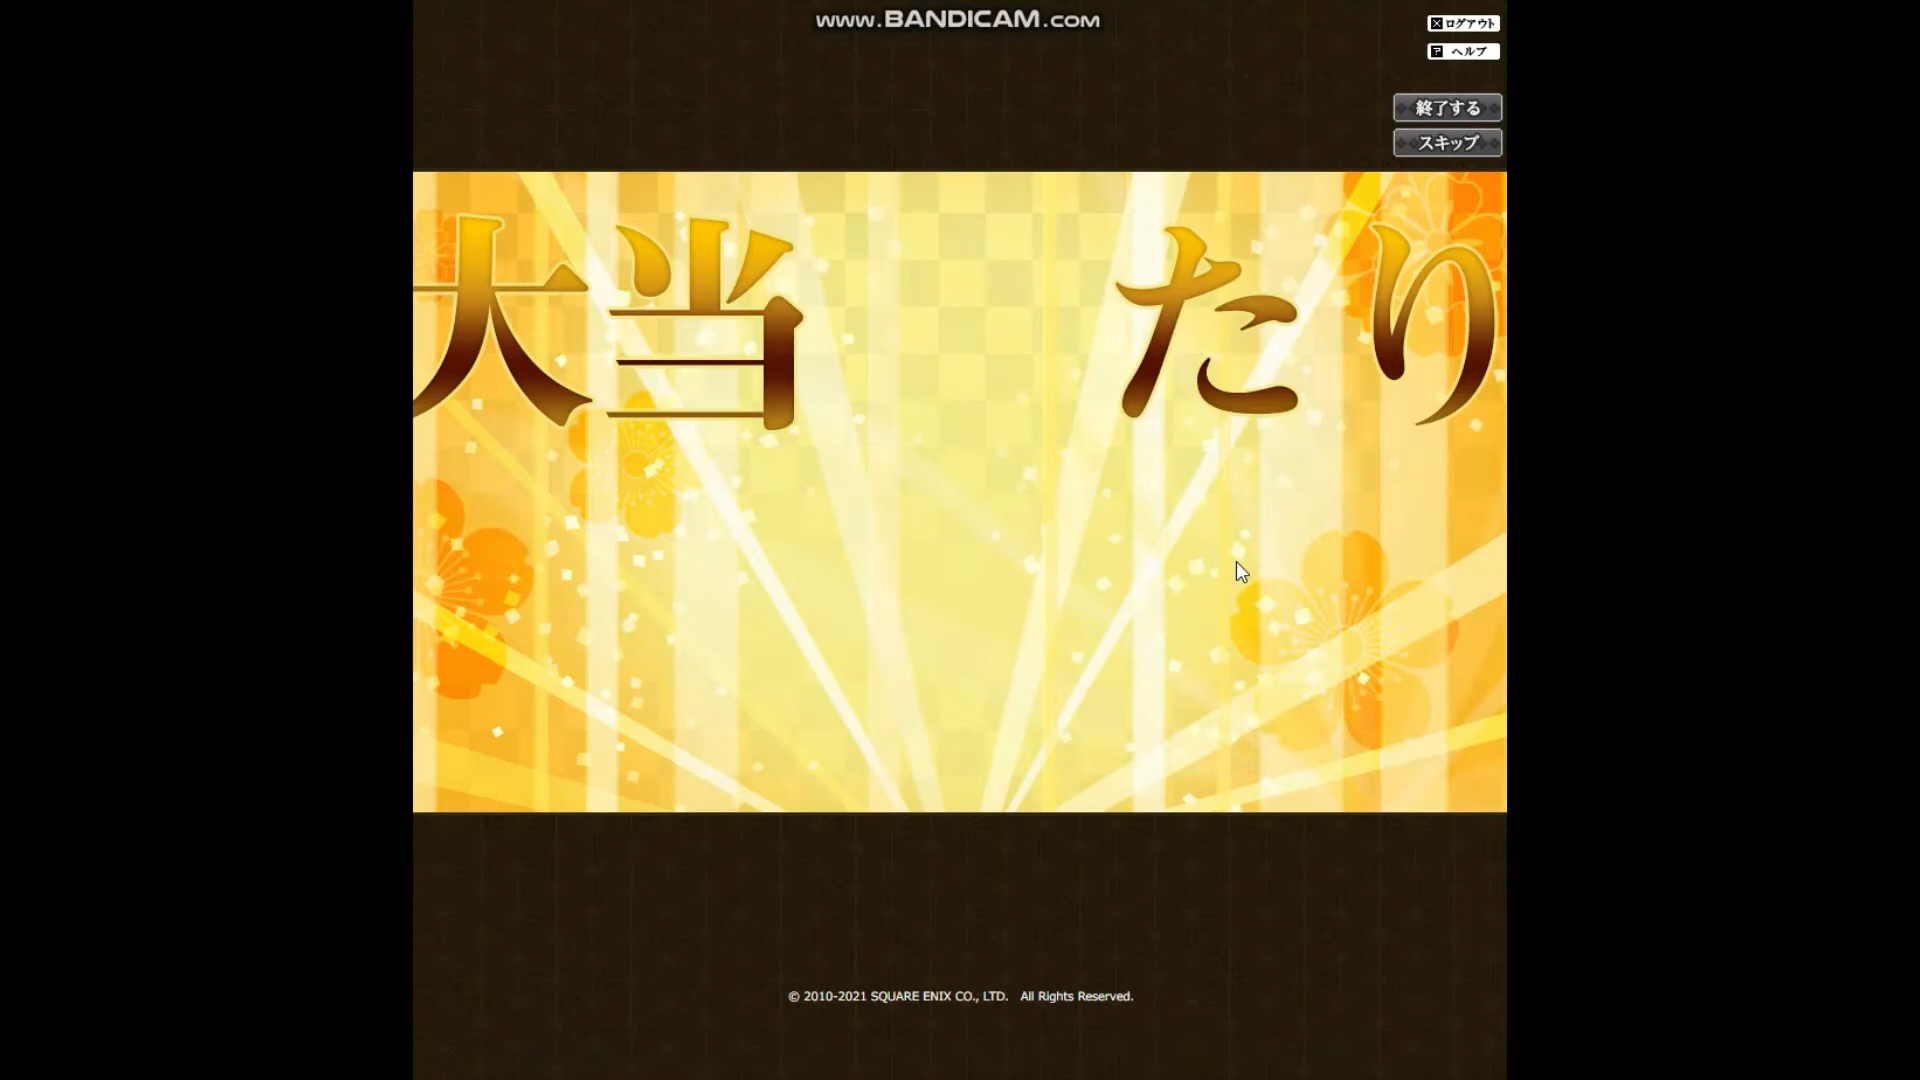 www.BANDICAM.com
ログアウト
ヘルプ
終了する
スキップ
大当たり
© 2010-2021 SQUARE ENIX CO., LTD. All Rights Reserved.